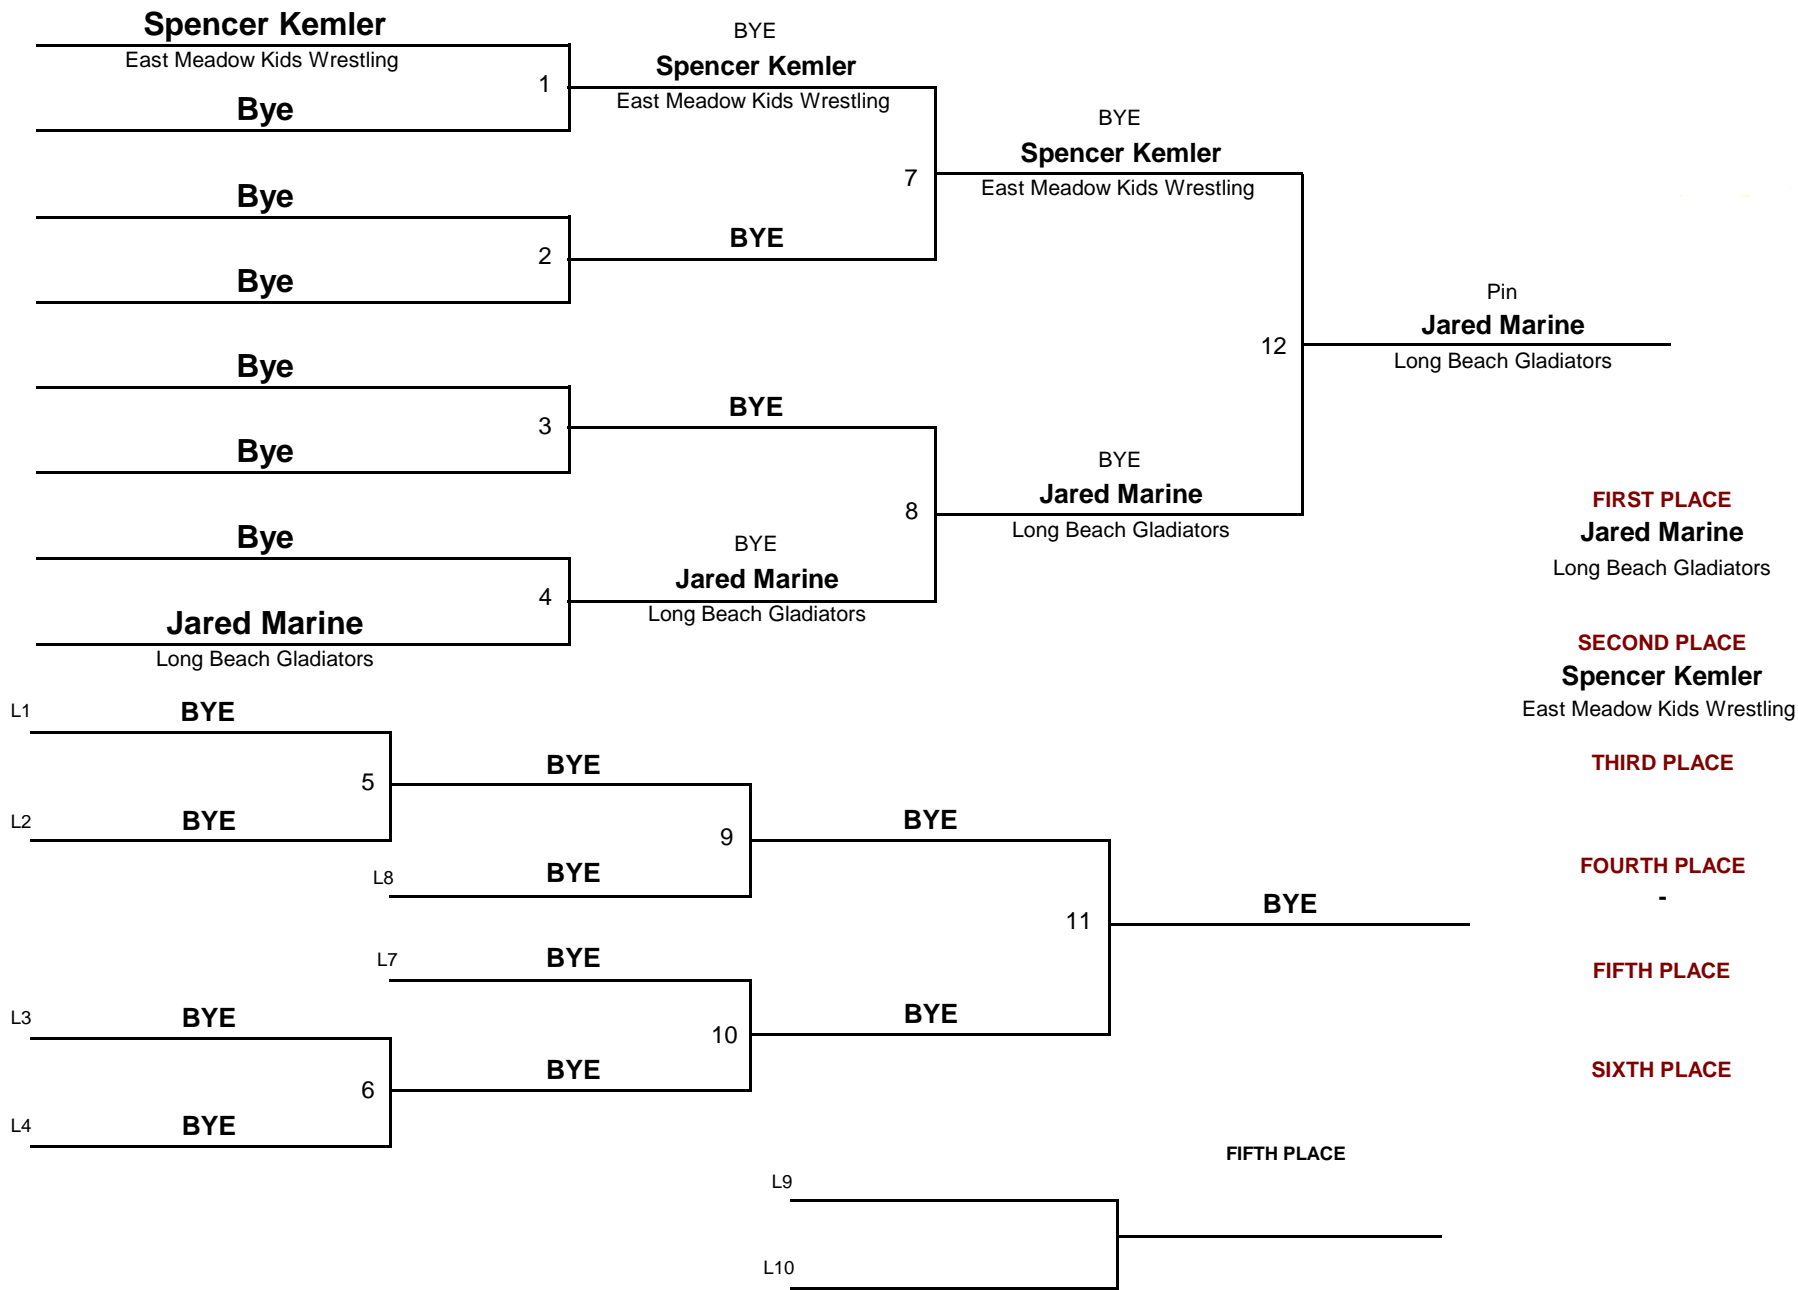 Spencer Kemler
East Meadow Kids Wrestling
1
Bye
BYE
Spencer Kemler
East Meadow Kids Wrestling
Bye
2
Bye
BYE
7
BYE
Spencer Kemler
East Meadow Kids Wrestling
Bye
3
Bye
BYE
Bye
4
Jared Marine
Long Beach Gladiators
BYE
Jared Marine
Long Beach Gladiators
8
BYE
Jared Marine
Long Beach Gladiators
12
Pin
Jared Marine
Long Beach Gladiators
FIRST PLACE
Jared Marine
Long Beach Gladiators
SECOND PLACE
Spencer Kemler
East Meadow Kids Wrestling
THIRD PLACE
FOURTH PLACE
-
FIFTH PLACE
SIXTH PLACE
L1 BYE
5
L2 BYE
BYE
9
L8 BYE
BYE
L7 BYE
10
BYE
L3 BYE
6
L4 BYE
BYE
11
BYE
FIFTH PLACE
L9
L10